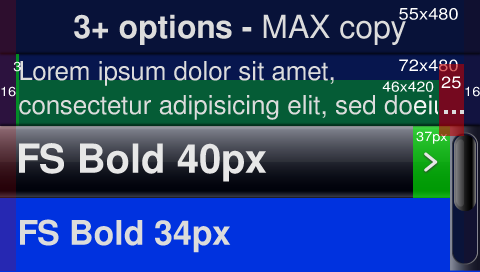 55x480
3+ options - MAX copy
3
Lorem ipsum dolor sit amet,
72x480
46x420
25
16
16
consectetur adipisicing elit, sed doeiu...
37px
FS Bold 40px
FS Bold 34px